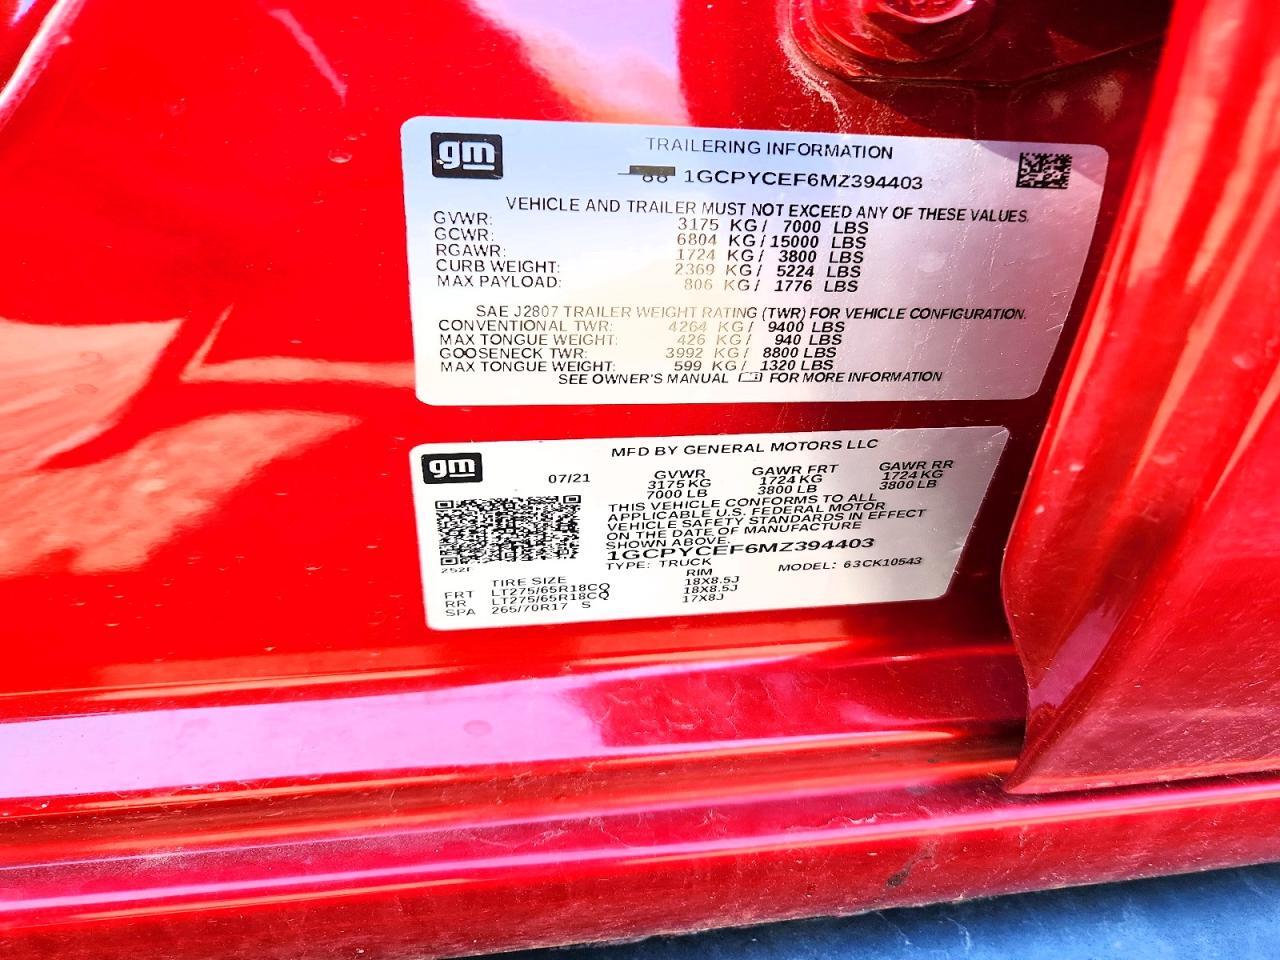 gm
TRAILERING INFORMATION
88 1GCPYCEF6MZ394403
VEHICLE AND TRAILER MUST NOT EXCEED ANY OF THESE VALUES.
GVWR: 3175 KG / 7000 LBS
GCWR: 6804 KG / 15000 LBS
RGAWR: 1724 KG / 3800 LBS
CURB WEIGHT: 2369 KG / 5224 LBS
MAX PAYLOAD: 806 KG / 1776 LBS
SAE J2807 TRAILER WEIGHT RATING (TWR) FOR VEHICLE CONFIGURATION.
CONVENTIONAL TWR: 4264 KG / 9400 LBS
MAX TONGUE WEIGHT: 426 KG / 940 LBS
GOOSENECK TWR: 3992 KG / 8800 LBS
MAX TONGUE WEIGHT: 599 KG / 1320 LBS
SEE OWNER'S MANUAL FOR MORE INFORMATION
gm
MFD BY GENERAL MOTORS LLC
07/21 GVWR GAWR FRT GAWR RR
3175 KG 1724 KG 1724 KG
7000 LB 3800 LB 3800 LB
THIS VEHICLE CONFORMS TO ALL
APPLICABLE U.S. FEDERAL MOTOR
VEHICLE SAFETY STANDARDS IN EFFECT
ON THE DATE OF MANUFACTURE
SHOWN ABOVE.
1GCPYCEF6MZ394403
TYPE: TRUCK MODEL: 63CK10543
TIRE SIZE RIM
FRT LT275/65R18CQ 18X8.5J
RR LT275/65R18CQ 18X8.5J
SPA 265/70R17 S 17X8J